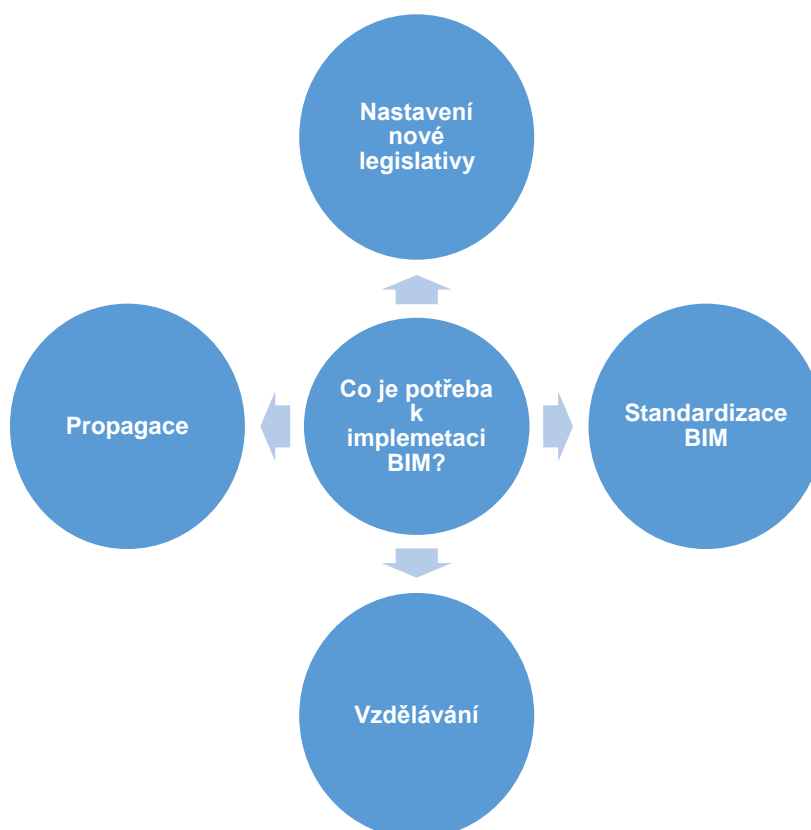 Nastavení
nové
legislativy
Propagace
Co je potřeba
k
implemetaci
BIM?
Standardizace
BIM
Vzdělávání